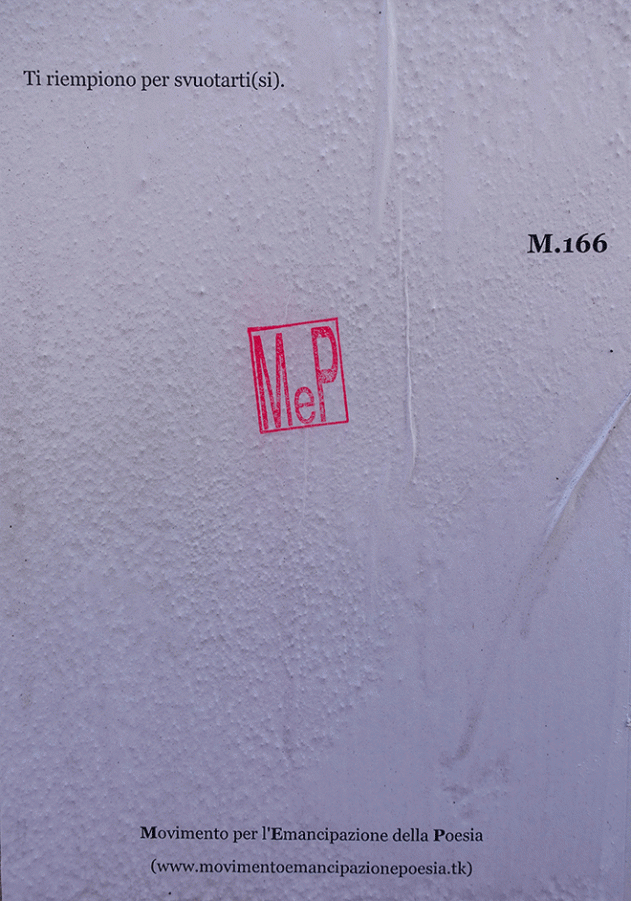 Ti riempiono per svuotarti(si).
M.166
MeP
Movimento per l'Emancipazione della Poesia
(www.movimentoemancipazionepoesia.tk)